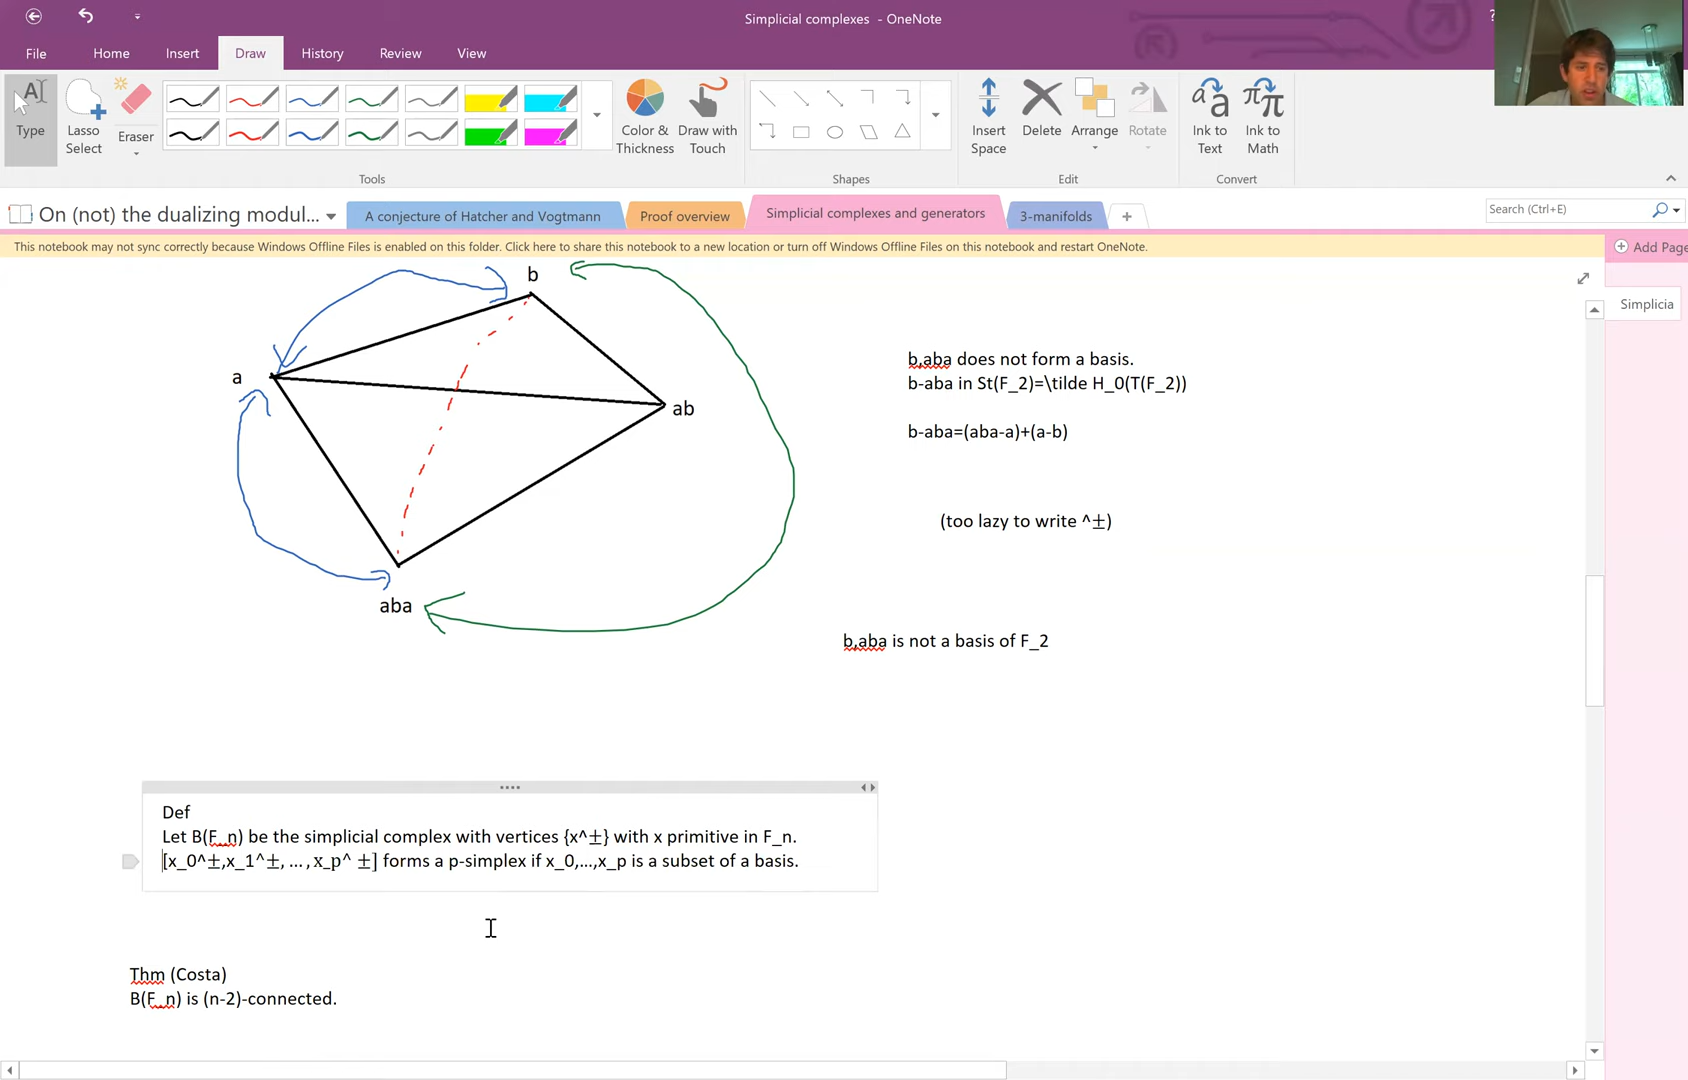 Simplicial complexes - OneNote
?
File
Home
Insert
Draw
History
Review
View
Type
Lasso Select
Eraser
Color & Thickness
Draw with Touch
Insert Space
Delete
Arrange
Rotate
Ink to Text
Ink to Math
Tools
Shapes
Edit
Convert
On (not) the dualizing modul...
A conjecture of Hatcher and Vogtmann
Proof overview
Simplicial complexes and generators
3-manifolds
+
Search (Ctrl+E)
This notebook may not sync correctly because Windows Offline Files is enabled on this folder. Click here to share this notebook to a new location or turn off Windows Offline Files on this notebook and restart OneNote.
Add Page
Simplicia
b
a
ab
aba
b,aba does not form a basis.
b-aba in St(F_2)=\tilde H_0(T(F_2))
b-aba=(aba-a)+(a-b)
(too lazy to write ^±)
b,aba is not a basis of F_2
Def
Let B(F_n) be the simplicial complex with vertices {x^±} with x primitive in F_n.
[x_0^±,x_1^±, ... , x_p^ ±] forms a p-simplex if x_0,...,x_p is a subset of a basis.
Thm (Costa)
B(F_n) is (n-2)-connected.